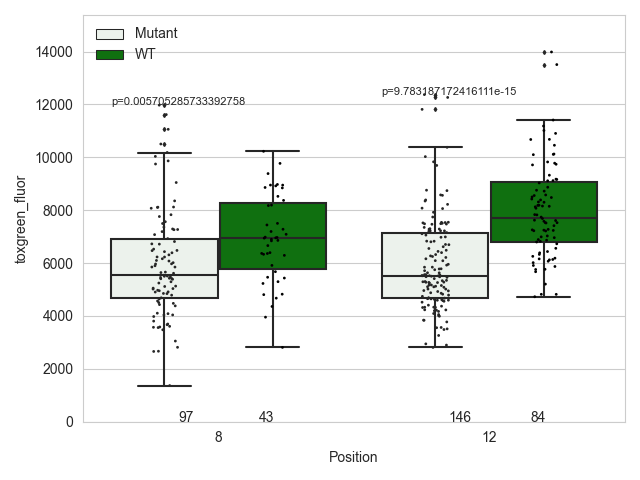 Mutant
WT
14000
12000
10000
8000
6000
4000
2000
0
toxgreen_fluor
p=0.005705285733392758
p=9.783187172416111e-15
97
43
146
84
8
12
Position